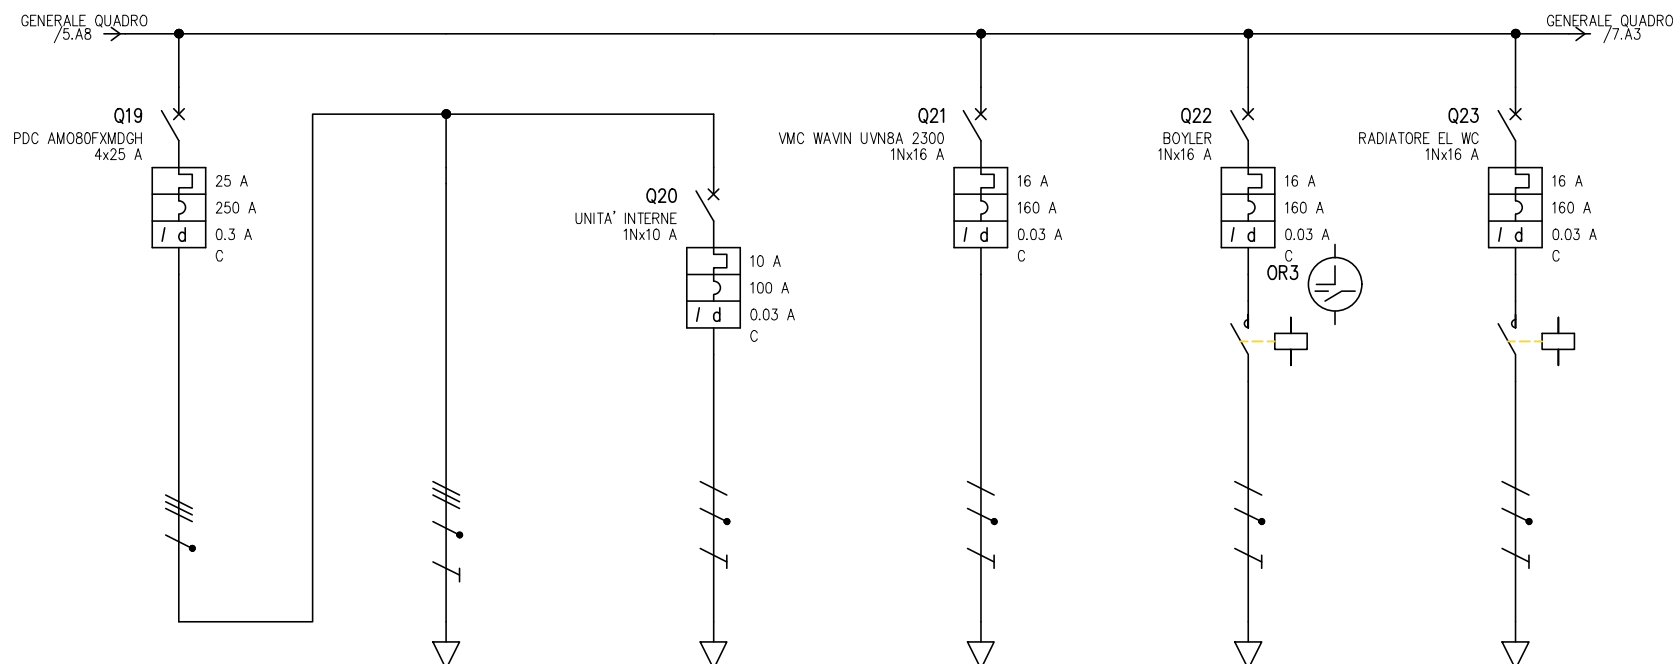 GENERALE QUADRO
/5.A8
GENERALE QUADRO
/7.A3
Q19
PDC AM080FXMDGH
4x25 A
25 A
250 A
I d
0.3 A
C
Q20
UNITA' INTERNE
1Nx10 A
10 A
100 A
I d
0.03 A
C
Q21
VMC WAVIN UVN8A 2300
1Nx16 A
16 A
160 A
I d
0.03 A
C
Q22
BOYLER
1Nx16 A
16 A
160 A
I d
0.03 A
C
OR3
Q23
RADIATORE EL WC
1Nx16 A
16 A
160 A
I d
0.03 A
C